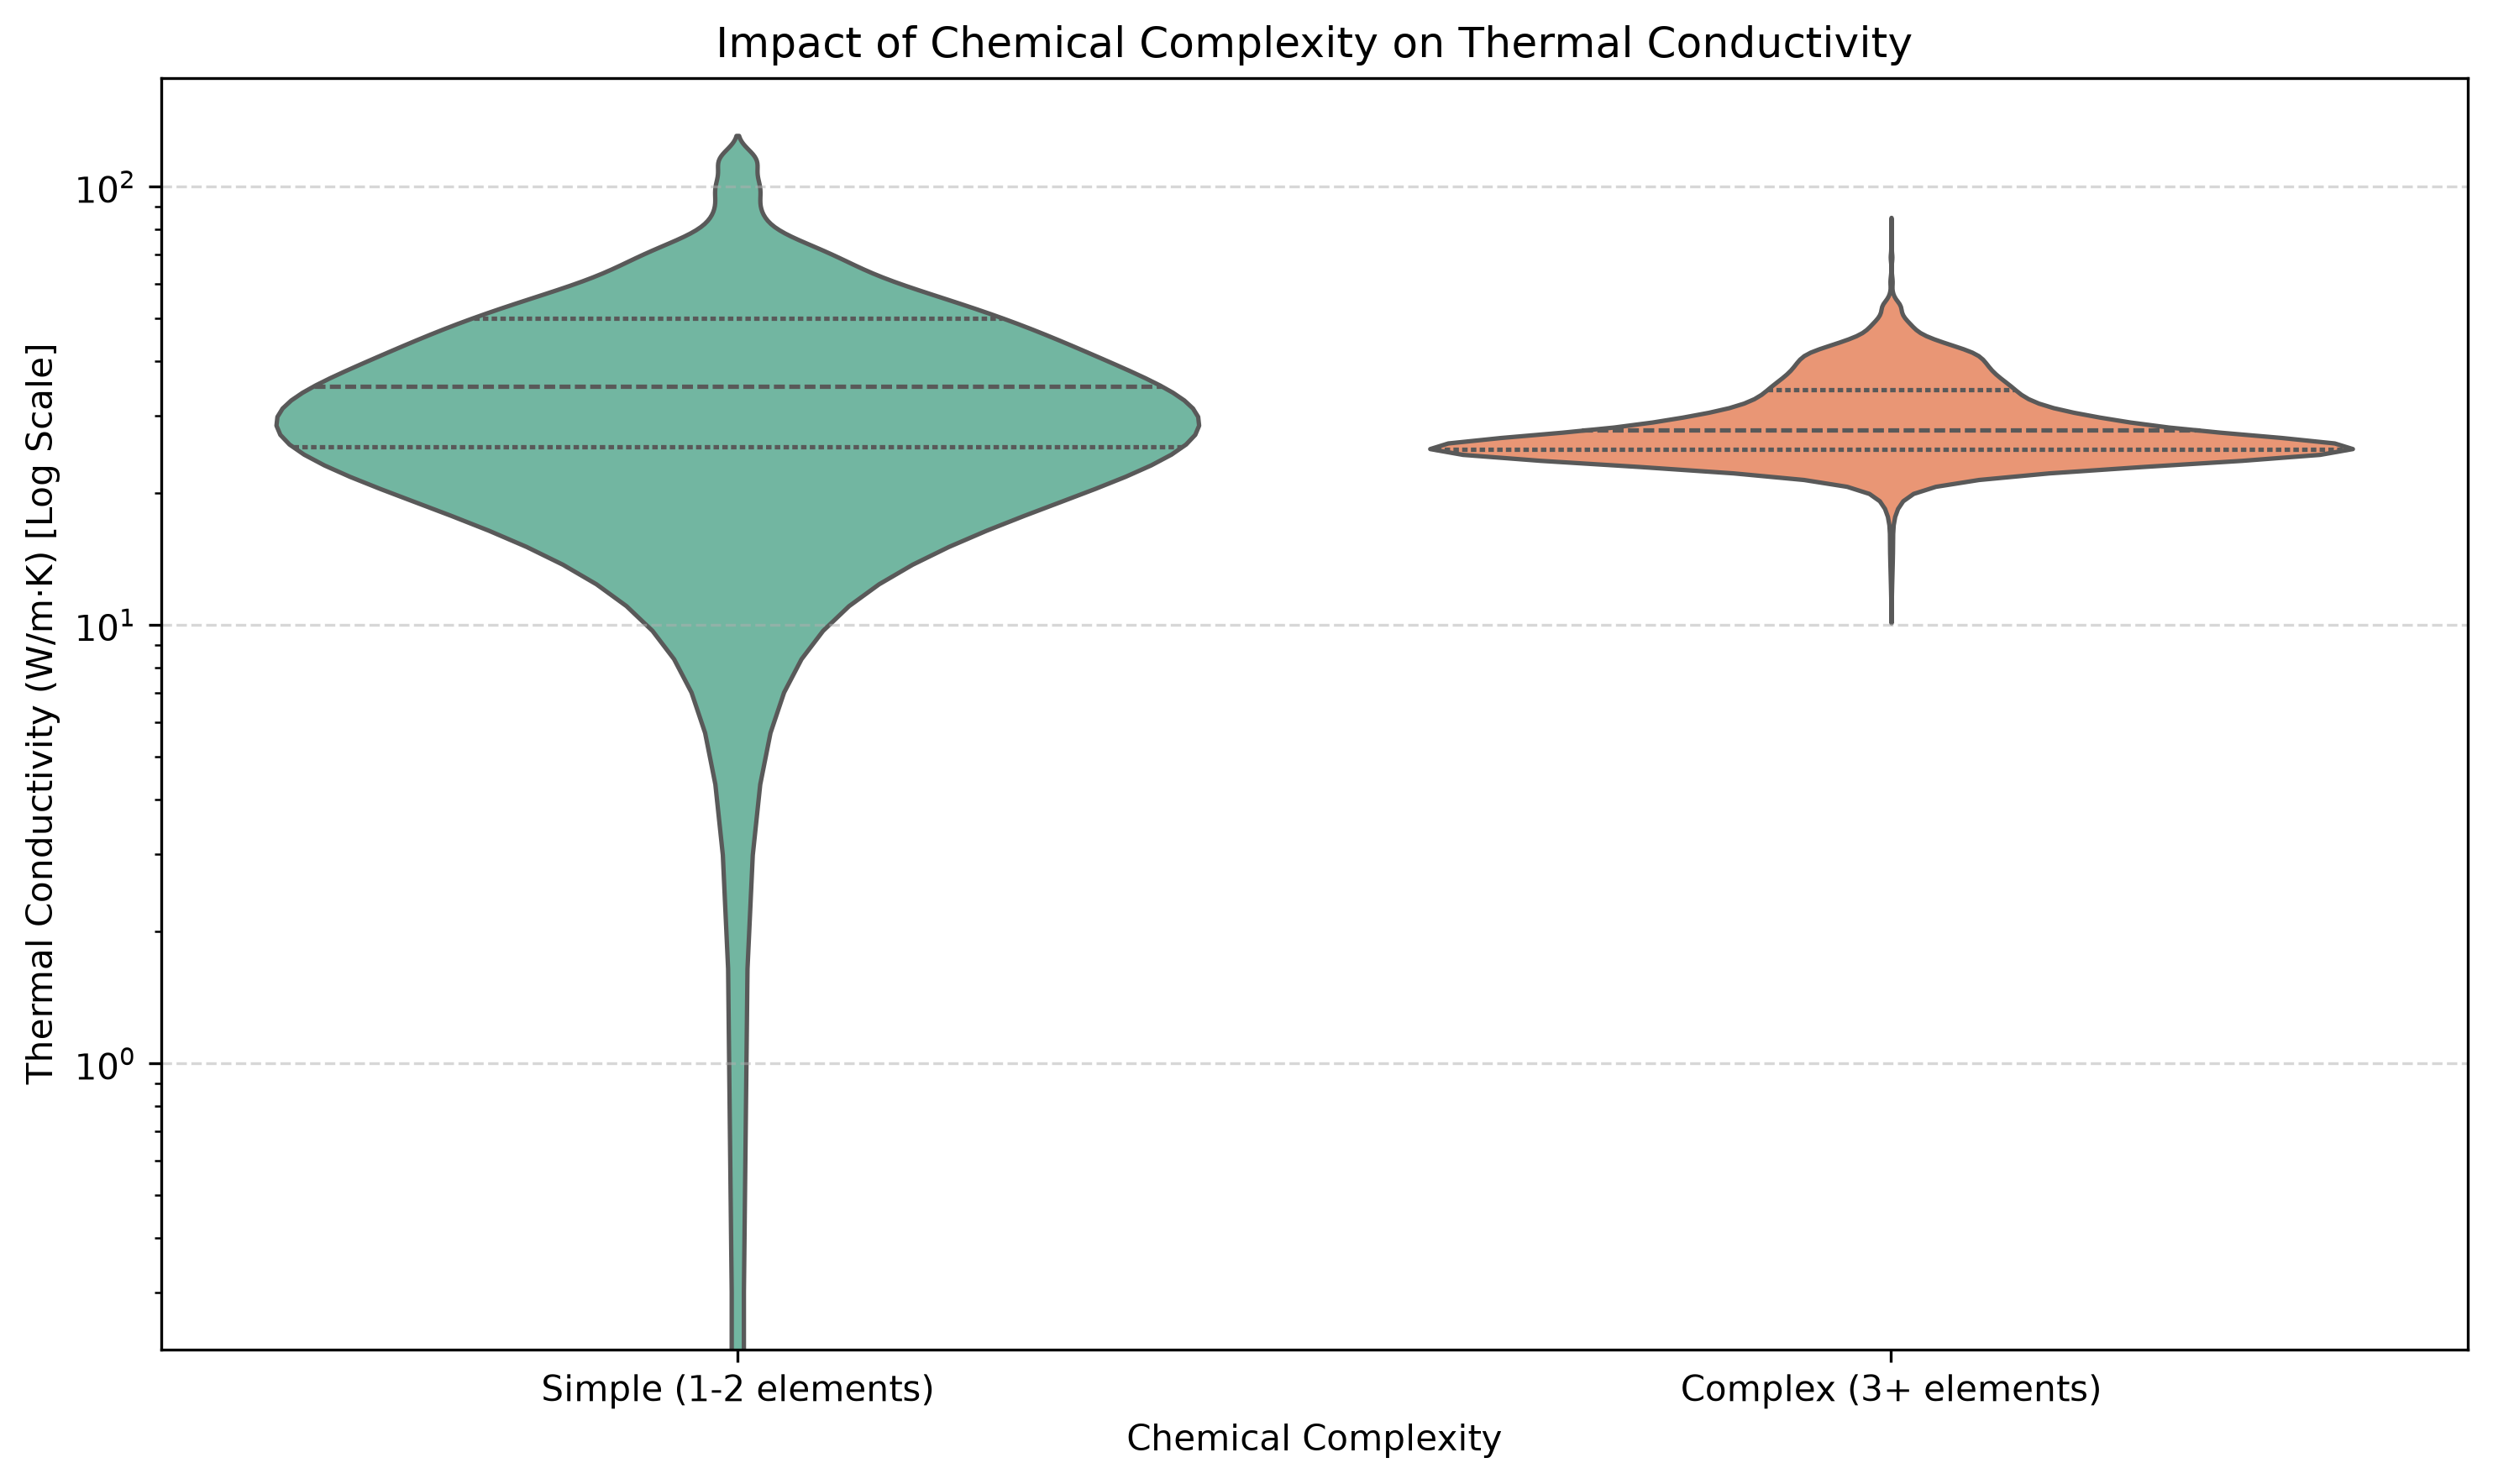 Impact of Chemical Complexity on Thermal Conductivity
Thermal Conductivity (W/m·K) [Log Scale]
10²
10¹
10⁰
Simple (1-2 elements)
Complex (3+ elements)
Chemical Complexity